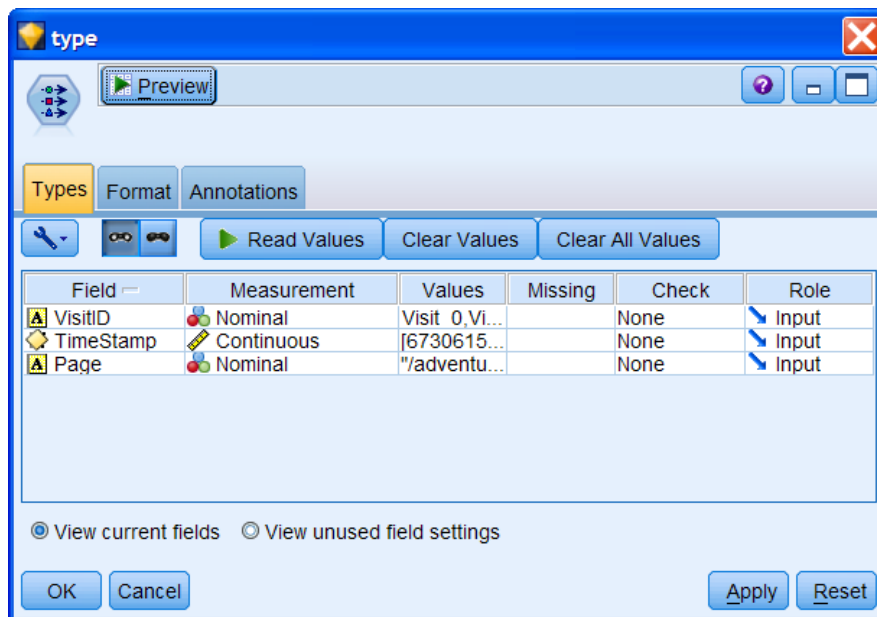 type
Preview
Types Format Annotations
Read Values Clear Values Clear All Values
Field Measurement Values Missing Check Role
A VisitID Nominal Visit 0,Vi... None Input
TimeStamp Continuous [6730615... None Input
A Page Nominal "/adventu... None Input
View current fields View unused field settings
OK Cancel Apply Reset